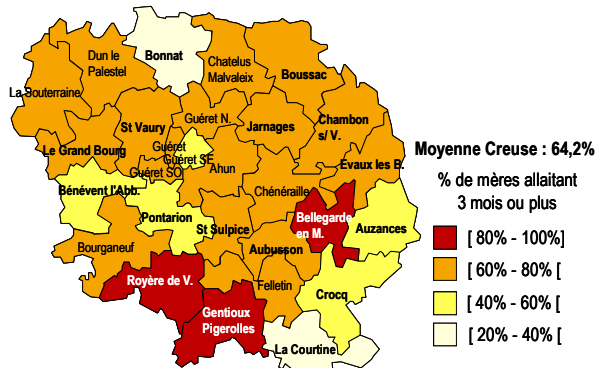 Dun le
Palestel
Bonnat
Chatelus
Malvaleix
Boussac
La Souterraine
Guéret N.
St Vaury
Jarnages
Chambon
s/ V.
Le Grand Bourg
Guéret
Guéret SE
Guéret SO
Ahun
Evaux les B.
Bénévent l'Abb.
Chénéraille
Pontarion
St Sulpice
Bellegarde
en M.
Auzances
Bourganeuf
Aubusson
Royère de V.
Felletin
Crocq
Gentioux
Pigerolles
La Courtine
Moyenne Creuse : 64,2%
% de mères allaitant
3 mois ou plus
[ 80% - 100%]
[ 60% - 80% [
[ 40% - 60% [
[ 20% - 40% [